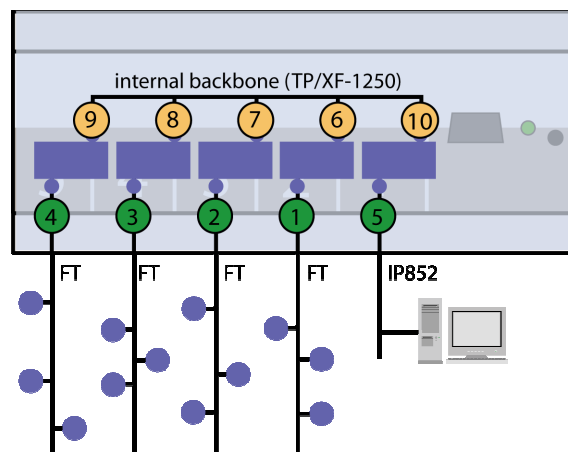 internal backbone (TP/XF-1250)
9 8 7 6 10
4 3 2 1 5
FT FT FT FT IP852